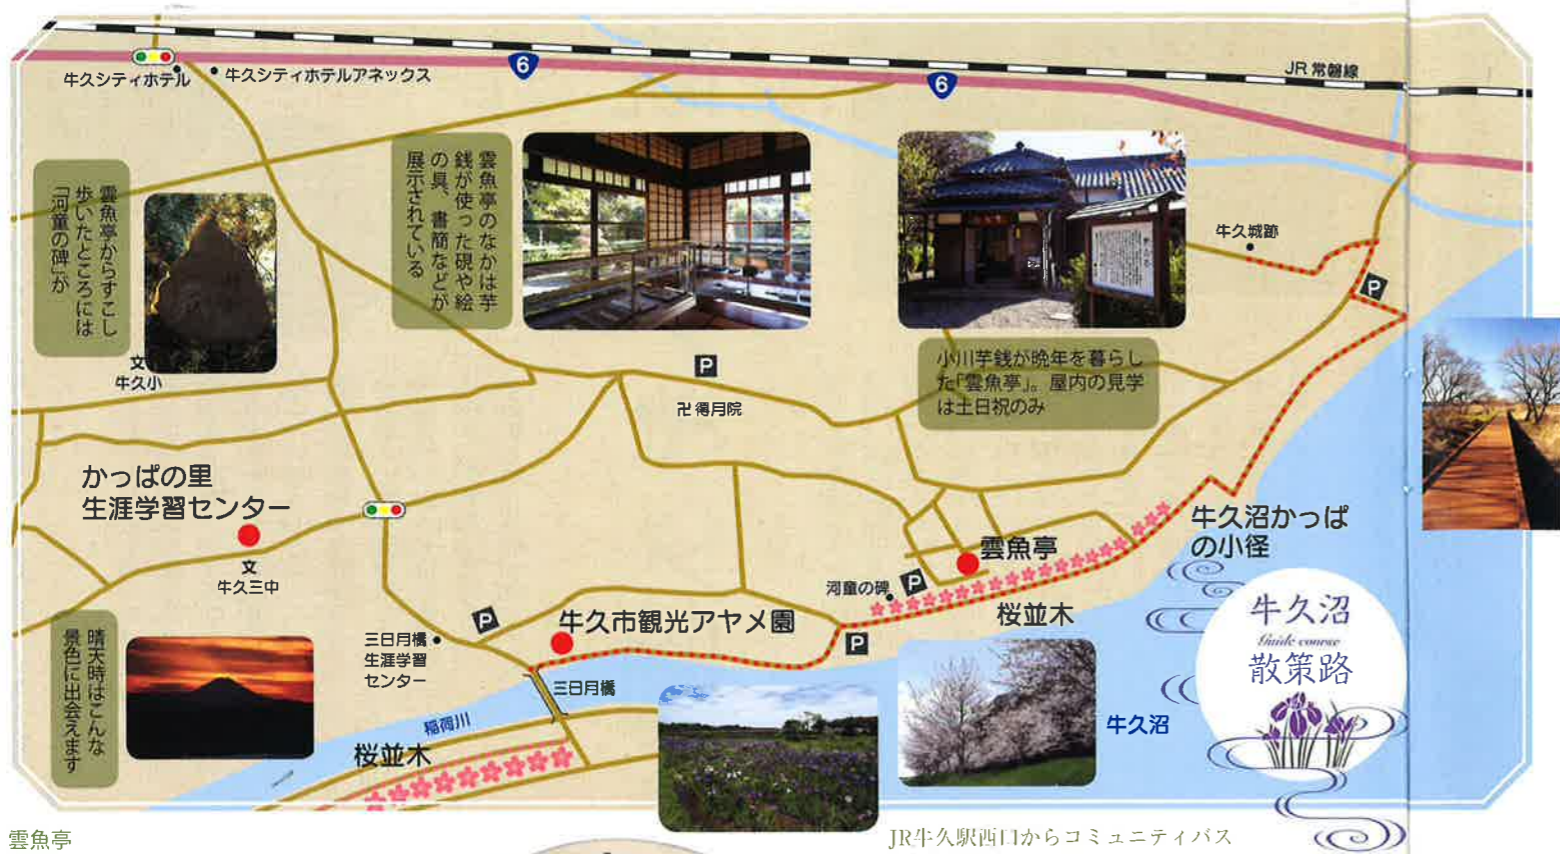 牛久シティホテル
牛久シティホテルアネックス
6
6
JR 常磐線
雲魚亭からすこし
歩いたところには
「河童の碑」が
雲魚亭のなかは芋
銭が使った硯や絵
の具、書簡などが
展示されている
牛久城跡
P
小川芋銭が晩年を暮らし
た「雲魚亭」。屋内の見学
は土日祝のみ
文
牛久小
P
卍得月院
かっぱの里
生涯学習センター
文
牛久三中
牛久沼かっぱ
の小径
雲魚亭
河童の碑
P
桜並木
P
牛久市観光アヤメ園
P
三日月橋
生涯学習
センター
三日月橋
晴天時はこんな
景色に出会えます
稲荷川
桜並木
牛久沼
牛久沼
Guide course
散策路
雲魚亭
JR牛久駅西口からコミュニティバス